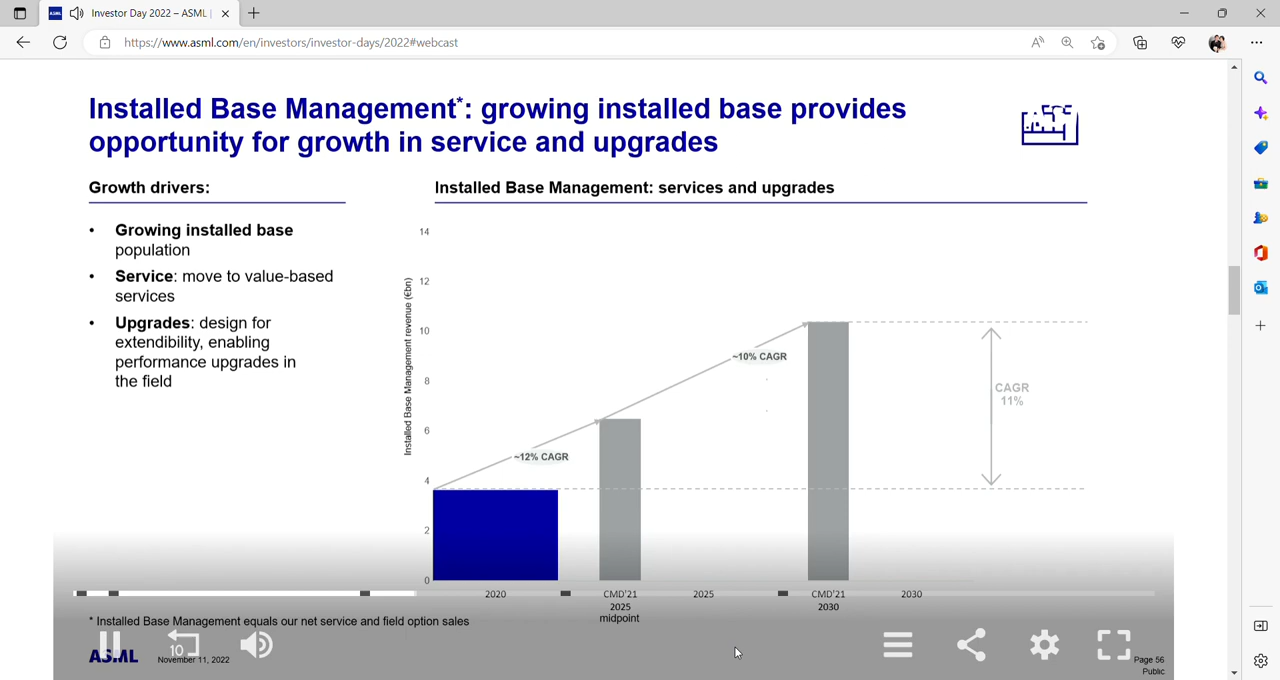 Investor Day 2022 – ASML |
https://www.asml.com/en/investors/investor-days/2022#webcast
Installed Base Management*: growing installed base provides
opportunity for growth in service and upgrades
Growth drivers:
• Growing installed base
population
• Service: move to value-based
services
• Upgrades: design for
extendibility, enabling
performance upgrades in
the field
Installed Base Management: services and upgrades
Installed Base Management revenue (€bn)
14
12
10
8
6
4
2
0
~12% CAGR
~10% CAGR
CAGR
11%
2020
CMD'21
2025
midpoint
2025
CMD'21
2030
2030
* Installed Base Management equals our net service and field option sales
10
ASML
November 11, 2022
Page 56
Public